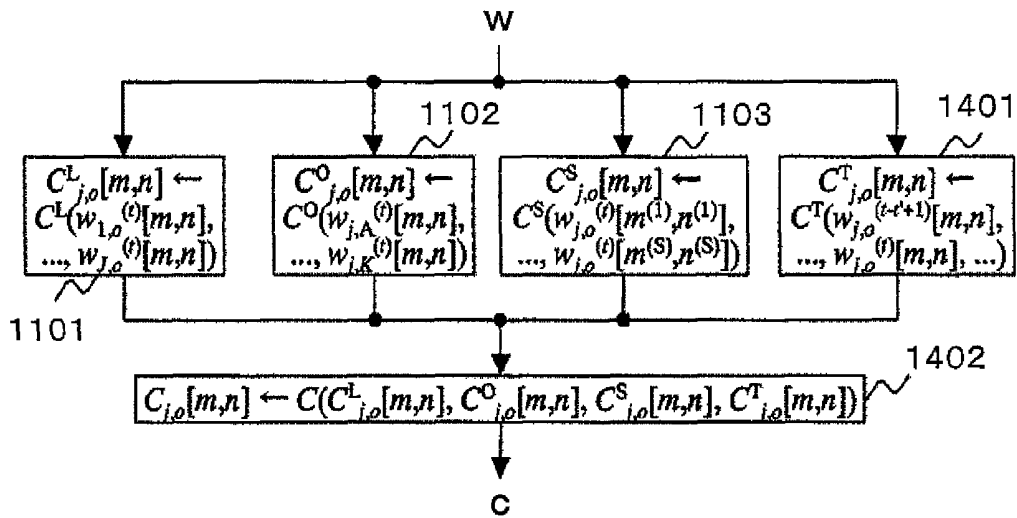 w
1102
1103
1401
C^L_{j,o}[m,n] ←
C^L(w_{1,o}^{(t)}[m,n],
..., w_{J,o}^{(t)}[m,n])
C^O_{j,o}[m,n] ←
C^O(w_{j,A}^{(t)}[m,n],
..., w_{j,K}^{(t)}[m,n])
C^S_{j,o}[m,n] ←
C^S(w_{j,o}^{(t)}[m^{(1)},n^{(1)}],
..., w_{j,o}^{(t)}[m^{(S)},n^{(S)}])
C^T_{j,o}[m,n] ←
C^T(w_{j,o}^{(t-t'+1)}[m,n],
..., w_{j,o}^{(t)}[m,n], ...)
1101
1402
C_{j,o}[m,n] ← C(C^L_{j,o}[m,n], C^O_{j,o}[m,n], C^S_{j,o}[m,n], C^T_{j,o}[m,n])
c